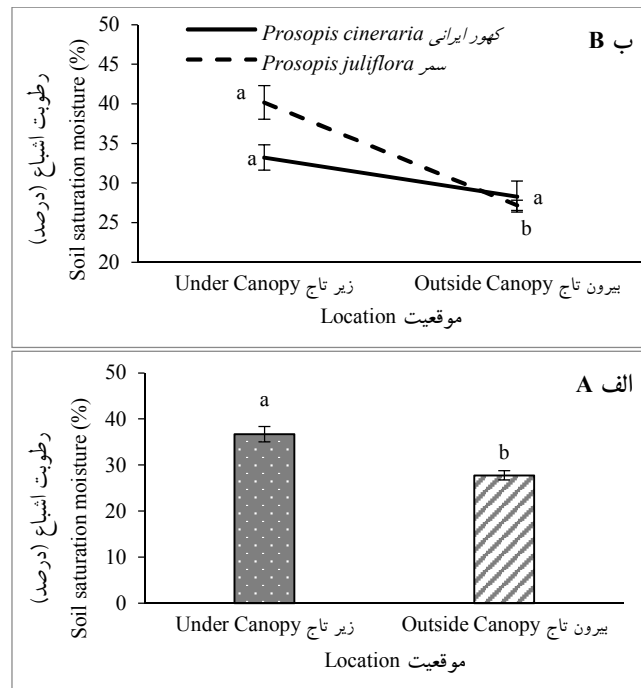 ب B
Prosopis cineraria کهور ایرانی
Prosopis juliflora سمر
رطوبت اشباع (درصد)
Soil saturation moisture (%)
50
45
40
35
30
25
20
a
a
a
b
Under Canopy زیر تاج
Outside Canopy بیرون تاج
Location موقعیت
الف A
رطوبت اشباع (درصد)
Soil saturation moisture (%)
50
40
30
20
10
0
a
b
Under Canopy زیر تاج
Outside Canopy بیرون تاج
Location موقعیت